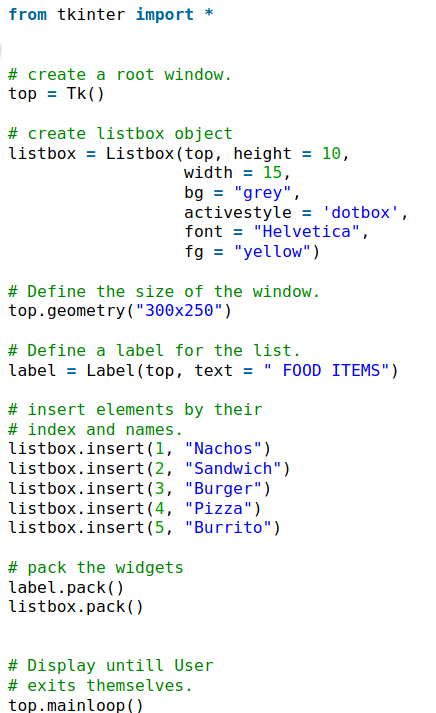 from tkinter import *
# create a root window.
top = Tk()
# create listbox object
listbox = Listbox(top, height = 10,
                  width = 15,
                  bg = "grey",
                  activestyle = 'dotbox',
                  font = "Helvetica",
                  fg = "yellow")
# Define the size of the window.
top.geometry("300x250")
# Define a label for the list.
label = Label(top, text = " FOOD ITEMS")
# insert elements by their
# index and names.
listbox.insert(1, "Nachos")
listbox.insert(2, "Sandwich")
listbox.insert(3, "Burger")
listbox.insert(4, "Pizza")
listbox.insert(5, "Burrito")
# pack the widgets
label.pack()
listbox.pack()
# Display untill User
# exits themselves.
top.mainloop()